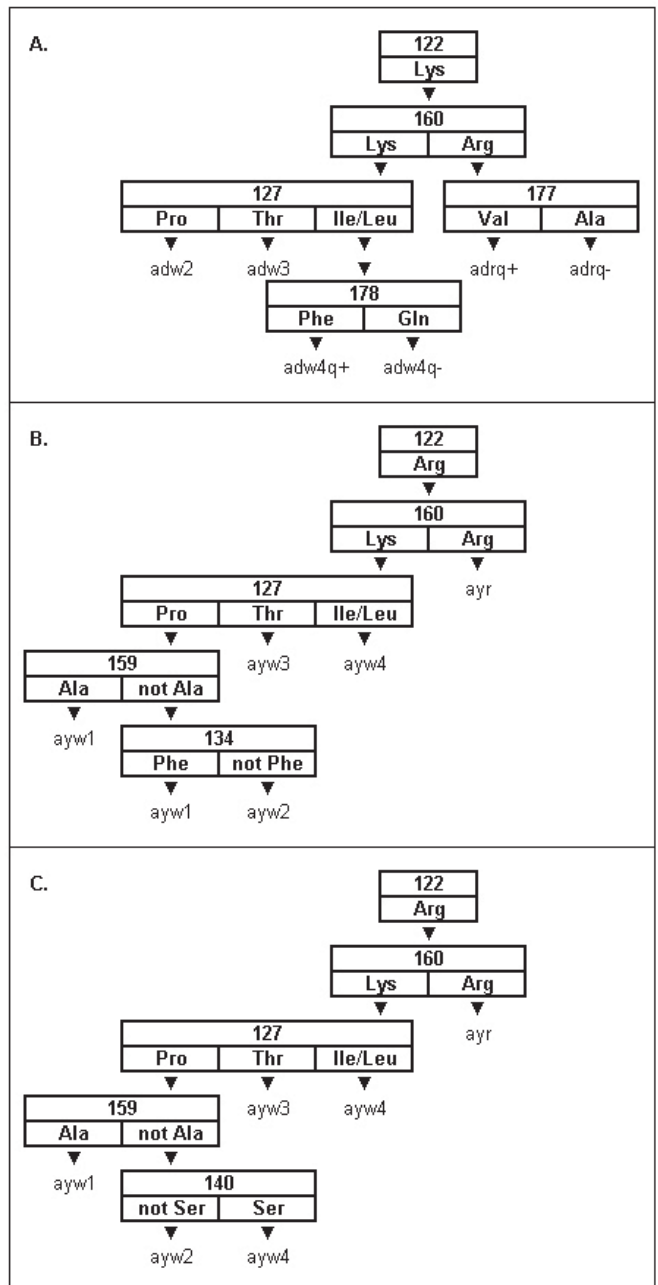 A.
122
Lys
160
Lys Arg
127 177
Pro Thr Ile/Leu Val Ala
adw2 adw3 adrq+ adrq-
178
Phe Gln
adw4q+ adw4q-
B.
122
Arg
160
Lys Arg
127 ayr
Pro Thr Ile/Leu
159 ayw3 ayw4
Ala not Ala
ayw1 134
Phe not Phe
ayw1 ayw2
C.
122
Arg
160
Lys Arg
127 ayr
Pro Thr Ile/Leu
159 ayw3 ayw4
Ala not Ala
ayw1 140
not Ser Ser
ayw2 ayw4